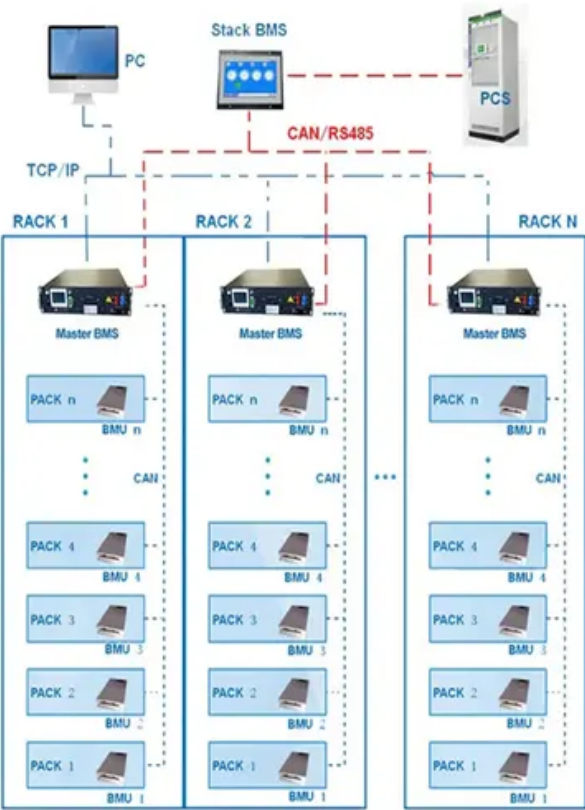 Stack BMS
PC
PCS
CAN/RS485
TCP/IP
RACK 1
RACK 2
RACK N
Master BMS
Master BMS
Master BMS
PACK n
PACK n
PACK n
BMU n
BMU n
BMU n
CAN
CAN
CAN
PACK 4
PACK 4
PACK 4
BMU 4
BMU 4
BMU 4
PACK 3
PACK 3
PACK 3
BMU 3
BMU 3
BMU 3
PACK 2
PACK 2
PACK 2
BMU 2
BMU 2
BMU 2
PACK 1
PACK 1
PACK 1
BMU 1
BMU 1
BMU 1